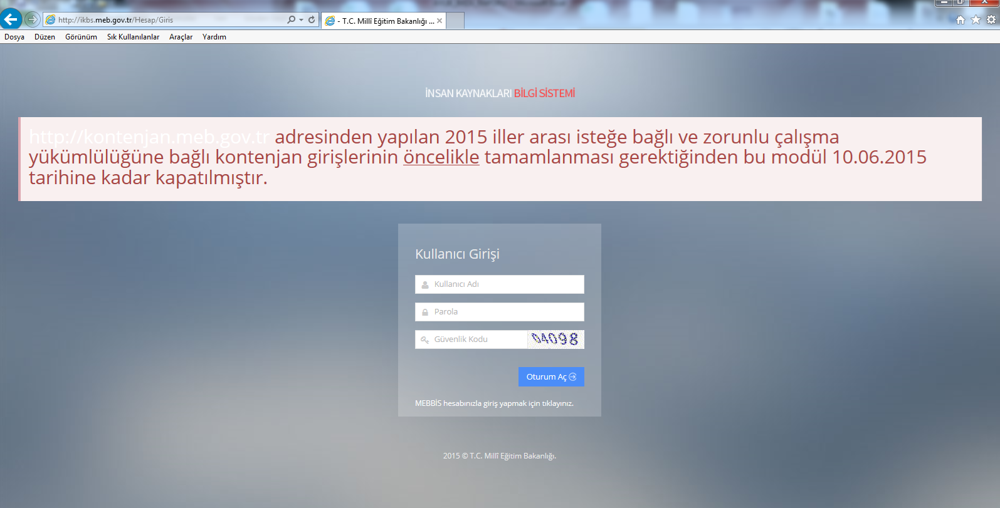 http://ikbs.meb.gov.tr/Hesap/Giris
- T.C. Millî Eğitim Bakanlığı ...
Dosya Düzen Görünüm Sık Kullanılanlar Araçlar Yardım
İNSAN KAYNAKLARI BİLGİ SİSTEMİ
http://kontenjan.meb.gov.tr adresinden yapılan 2015 iller arası isteğe bağlı ve zorunlu çalışma
yükümlülüğüne bağlı kontenjan girişlerinin öncelikle tamamlanması gerektiğinden bu modül 10.06.2015
tarihine kadar kapatılmıştır.
Kullanıcı Girişi
Kullanıcı Adı
Parola
Güvenlik Kodu 04098
Oturum Aç
MEBBİS hesabınızla giriş yapmak için tıklayınız.
2015 © T.C. Millî Eğitim Bakanlığı.